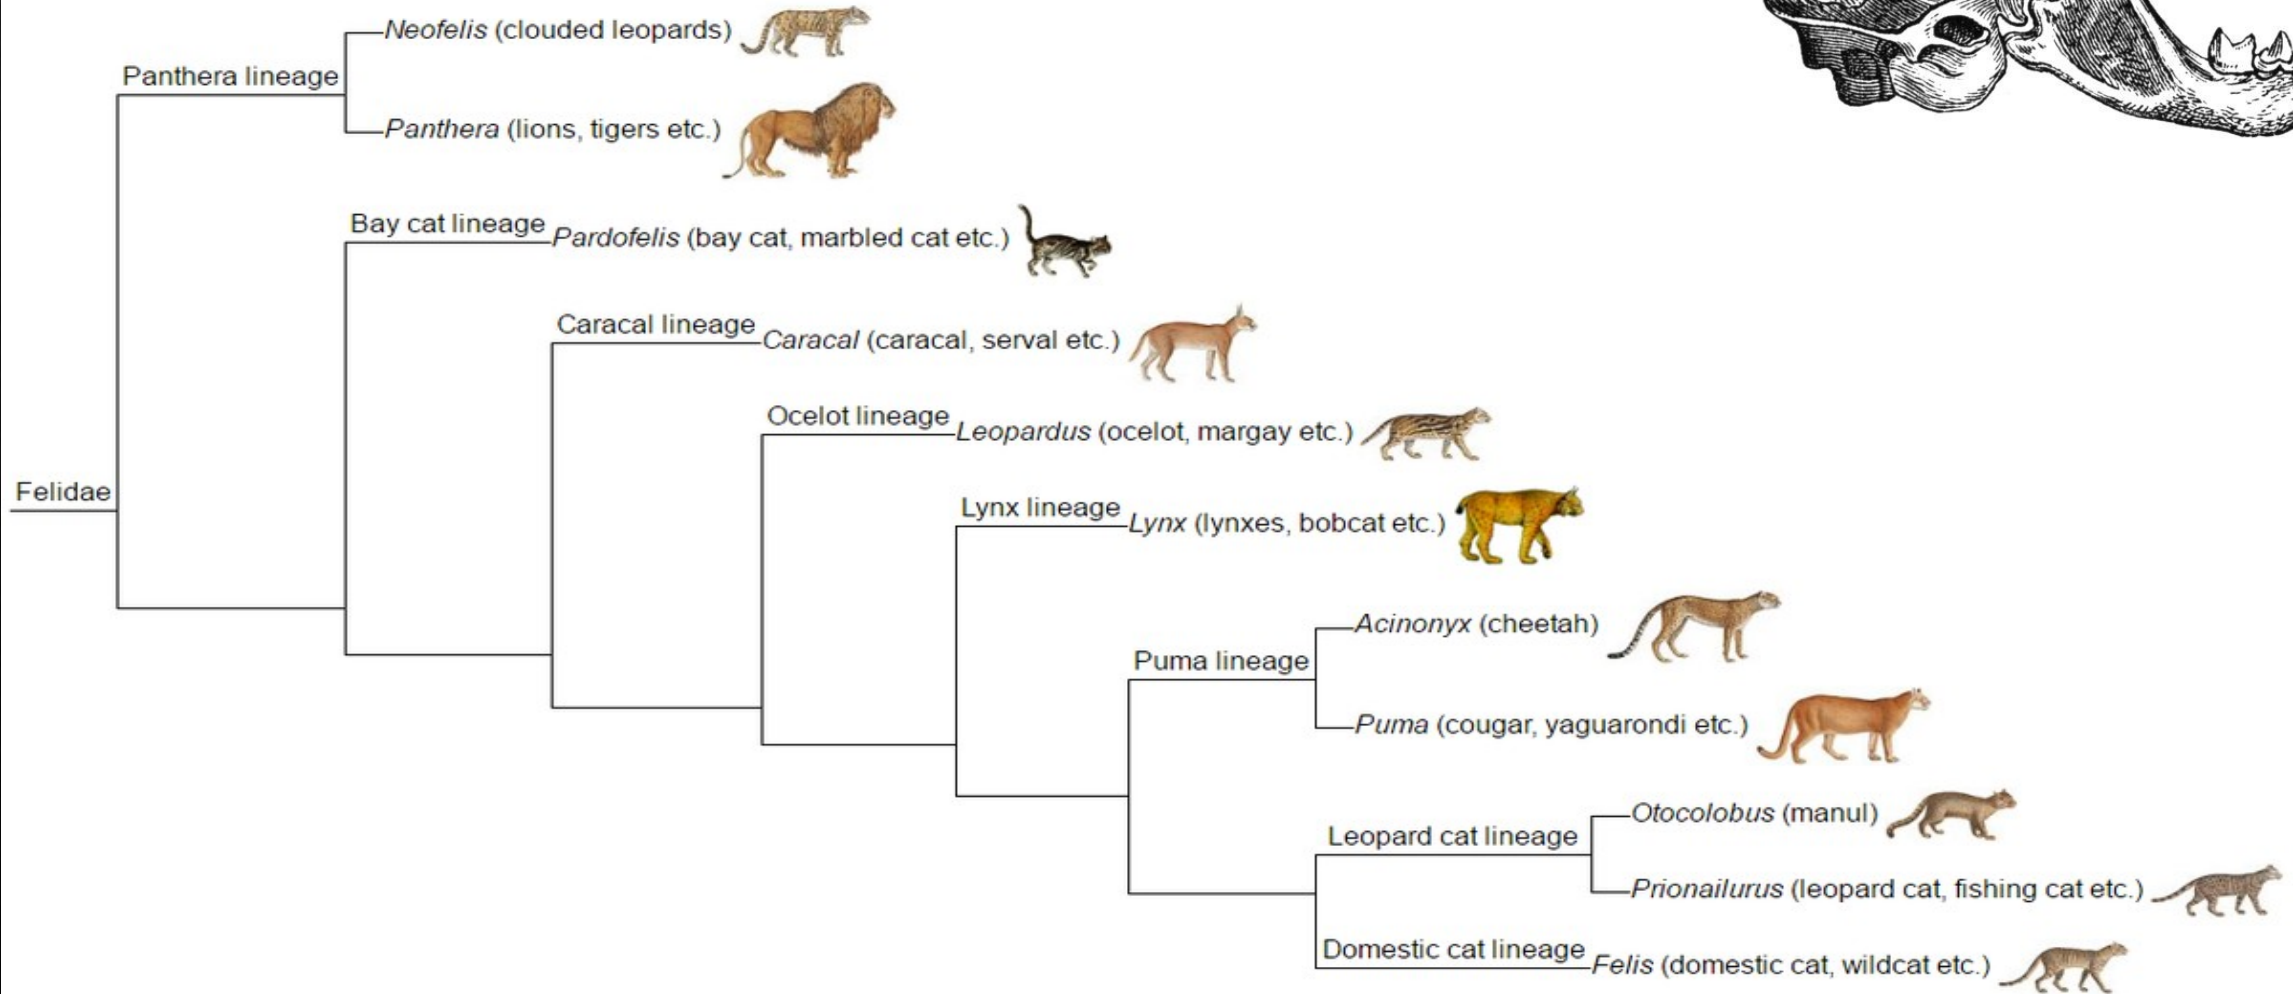 Neofelis (clouded leopards)
Panthera lineage
Panthera (lions, tigers etc.)
Bay cat lineage
Pardofelis (bay cat, marbled cat etc.)
Caracal lineage
Caracal (caracal, serval etc.)
Ocelot lineage
Leopardus (ocelot, margay etc.)
Felidae
Lynx lineage
Lynx (lynxes, bobcat etc.)
Acinonyx (cheetah)
Puma lineage
Puma (cougar, yaguarondi etc.)
Otocolobus (manul)
Leopard cat lineage
Prionailurus (leopard cat, fishing cat etc.)
Domestic cat lineage
Felis (domestic cat, wildcat etc.)